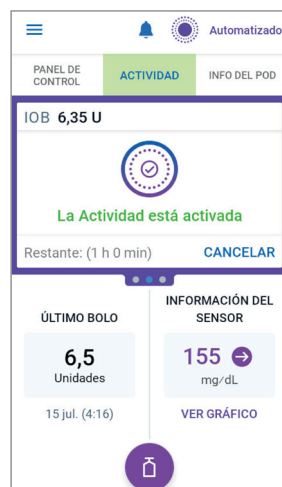 Automatizado
PANEL DE
CONTROL
ACTIVIDAD
INFO DEL POD
IOB 6,35 U
La Actividad está activada
Restante: (1 h 0 min)
CANCELAR
ÚLTIMO BOLO
6,5
Unidades
15 jul. (4:16)
INFORMACIÓN DEL
SENSOR
155
mg/dL
VER GRÁFICO